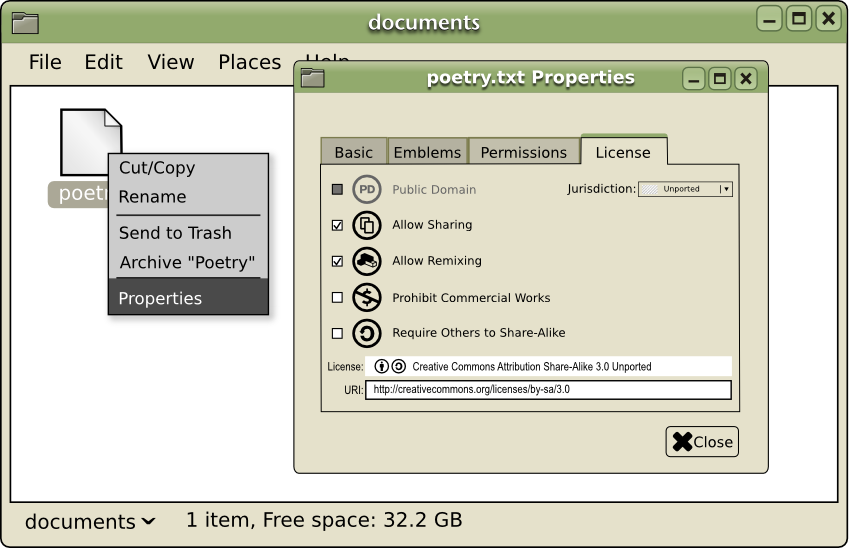 documents
File Edit View Places Help
poetry.txt Properties
Basic Emblems Permissions License
poetr
Cut/Copy
Rename
Send to Trash
Archive "Poetry"
Properties
PD Public Domain Jurisdiction: Unported
Allow Sharing
Allow Remixing
Prohibit Commercial Works
Require Others to Share-Alike
License: Creative Commons Attribution Share-Alike 3.0 Unported
URI: http://creativecommons.org/licenses/by-sa/3.0
Close
documents 1 item, Free space: 32.2 GB